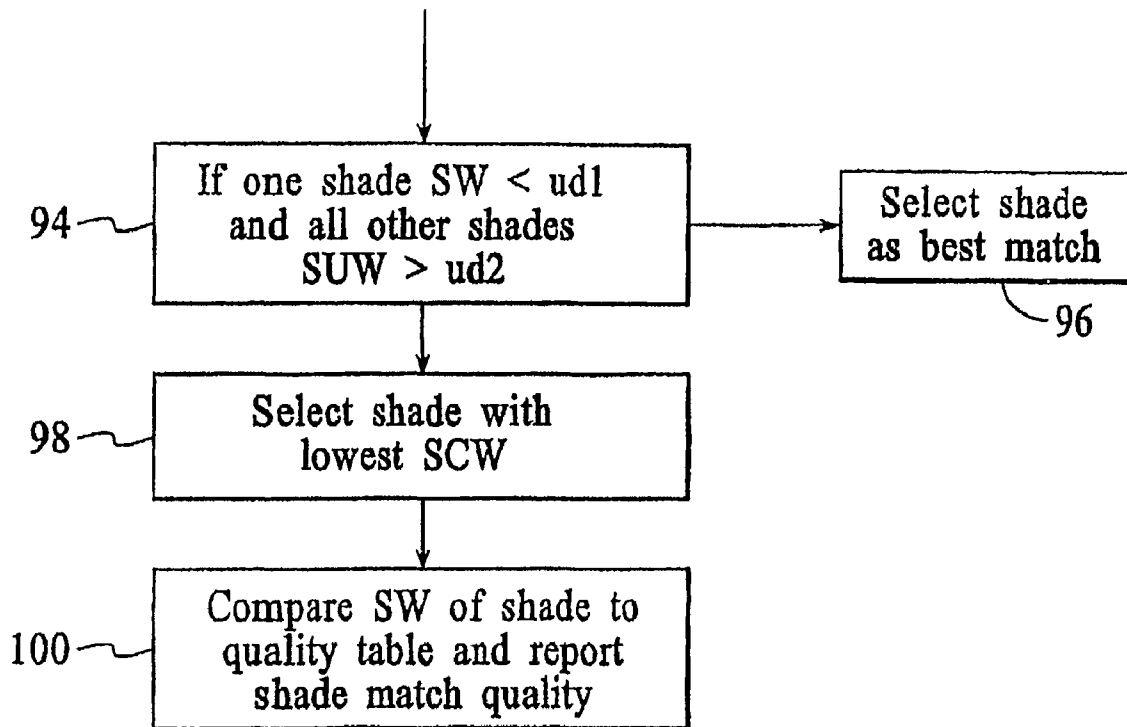 94
If one shade SW < ud1
and all other shades
SUW > ud2
Select shade
as best match
96
98
Select shade with
lowest SCW
100
Compare SW of shade to
quality table and report
shade match quality